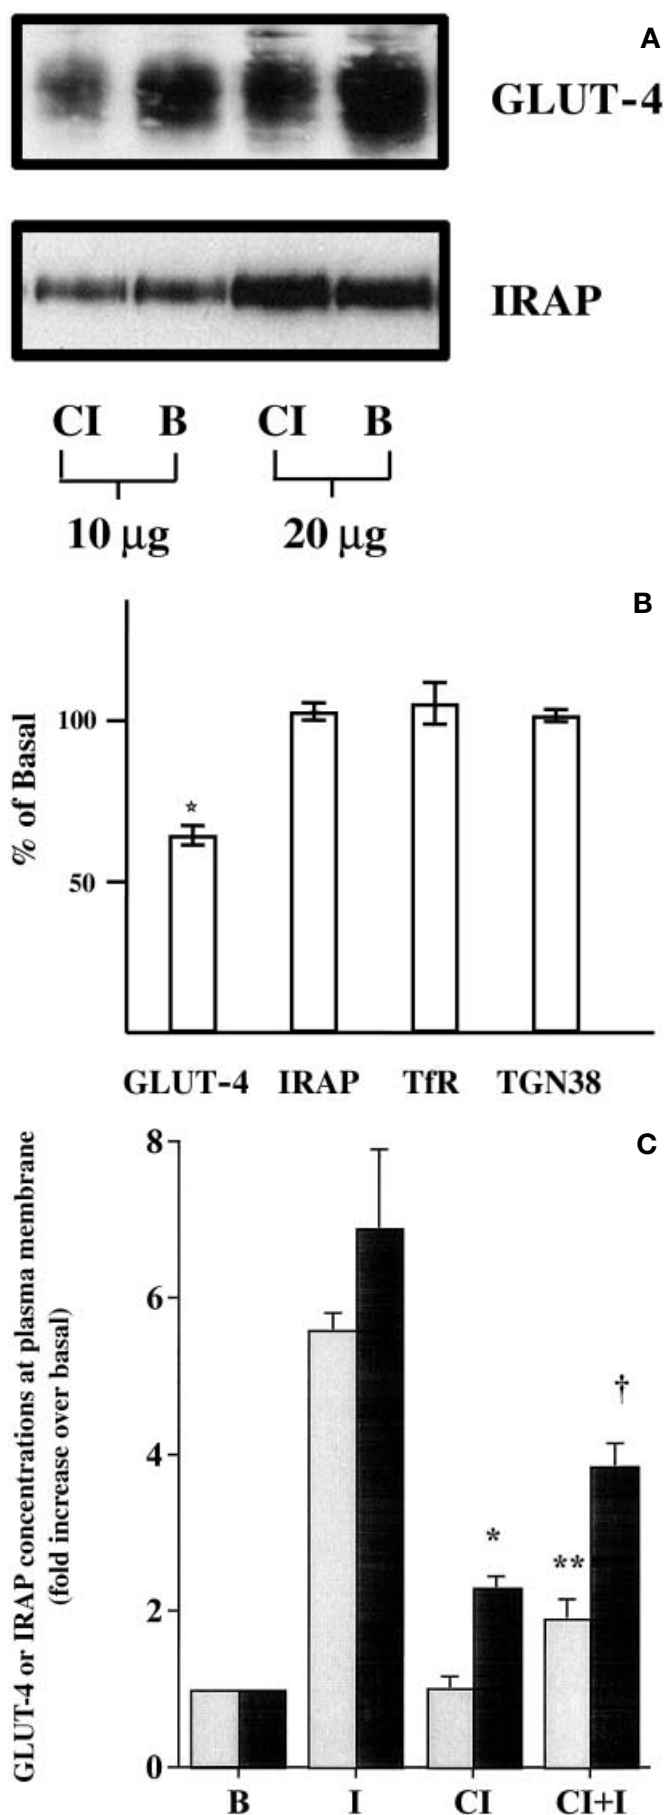 A
GLUT-4
IRAP
CI B CI B
10 µg 20 µg
B
% of Basal
100
50
☆
GLUT-4 IRAP TfR TGN38
C
GLUT-4 or IRAP concentrations at plasma membrane
(fold increase over basal)
8
6
4
2
0
*
**
†
B I CI CI+I